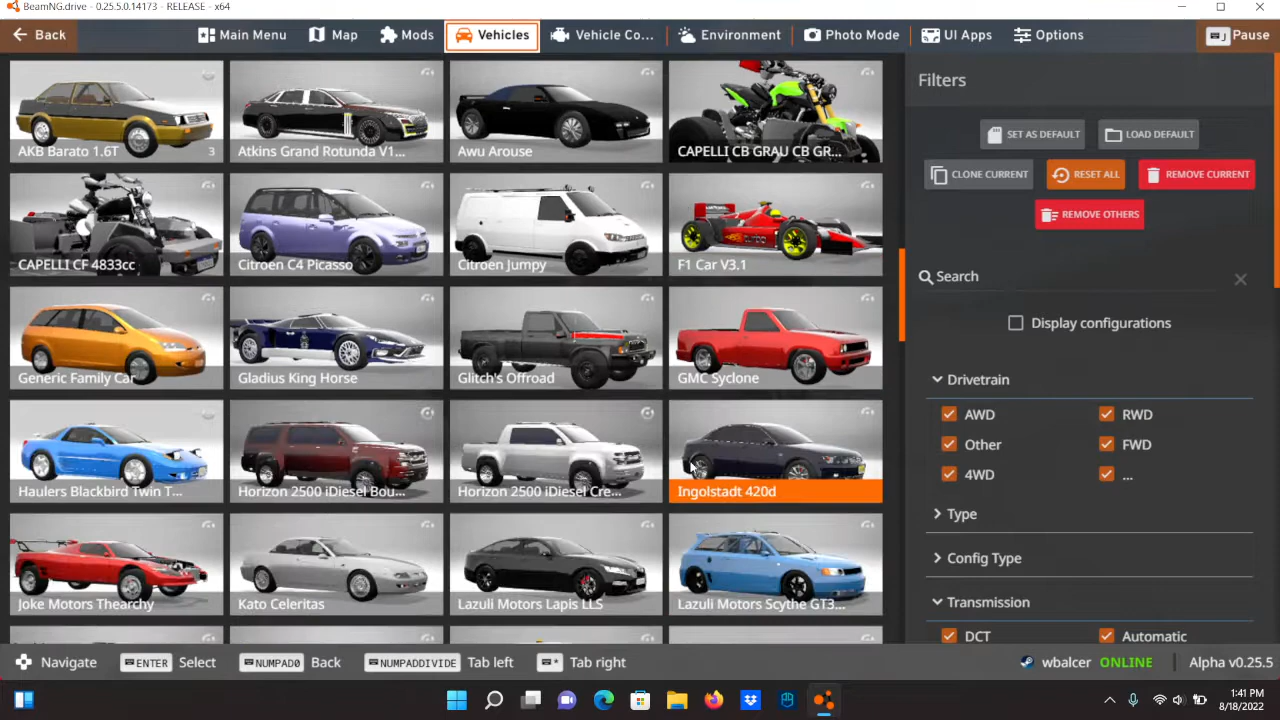 BeamNG.drive - 0.25.5.0.14173 - RELEASE - x64
Back
Main Menu
Map
Mods
Vehicles
Vehicle Co...
Environment
Photo Mode
UI Apps
Options
J
Pause
AKB Barato 1.6T
3
Atkins Grand Rotunda V1...
Awu Arouse
CAPELLI CB GRAU CB GR...
CAPELLI CF 4833cc
Citroen C4 Picasso
Citroen Jumpy
F1 Car V3.1
Generic Family Car
Gladius King Horse
Glitch's Offroad
GMC Syclone
Haulers Blackbird Twin T...
Horizon 2500 iDiesel Bou...
Horizon 2500 iDiesel Cre...
Ingolstadt 420d
Joke Motors Thearchy
Kato Celeritas
Lazuli Motors Lapis LLS
Lazuli Motors Scythe GT3...
Filters
SET AS DEFAULT
LOAD DEFAULT
CLONE CURRENT
RESET ALL
REMOVE CURRENT
REMOVE OTHERS
Search
Display configurations
Drivetrain
AWD
RWD
Other
FWD
4WD
...
Type
Config Type
Transmission
DCT
Automatic
Navigate
ENTER
Select
NUMPAD0
Back
NUMPADDIVIDE
Tab left
*
Tab right
wbalcer ONLINE
Alpha v0.25.5
1:41 PM
8/18/2022